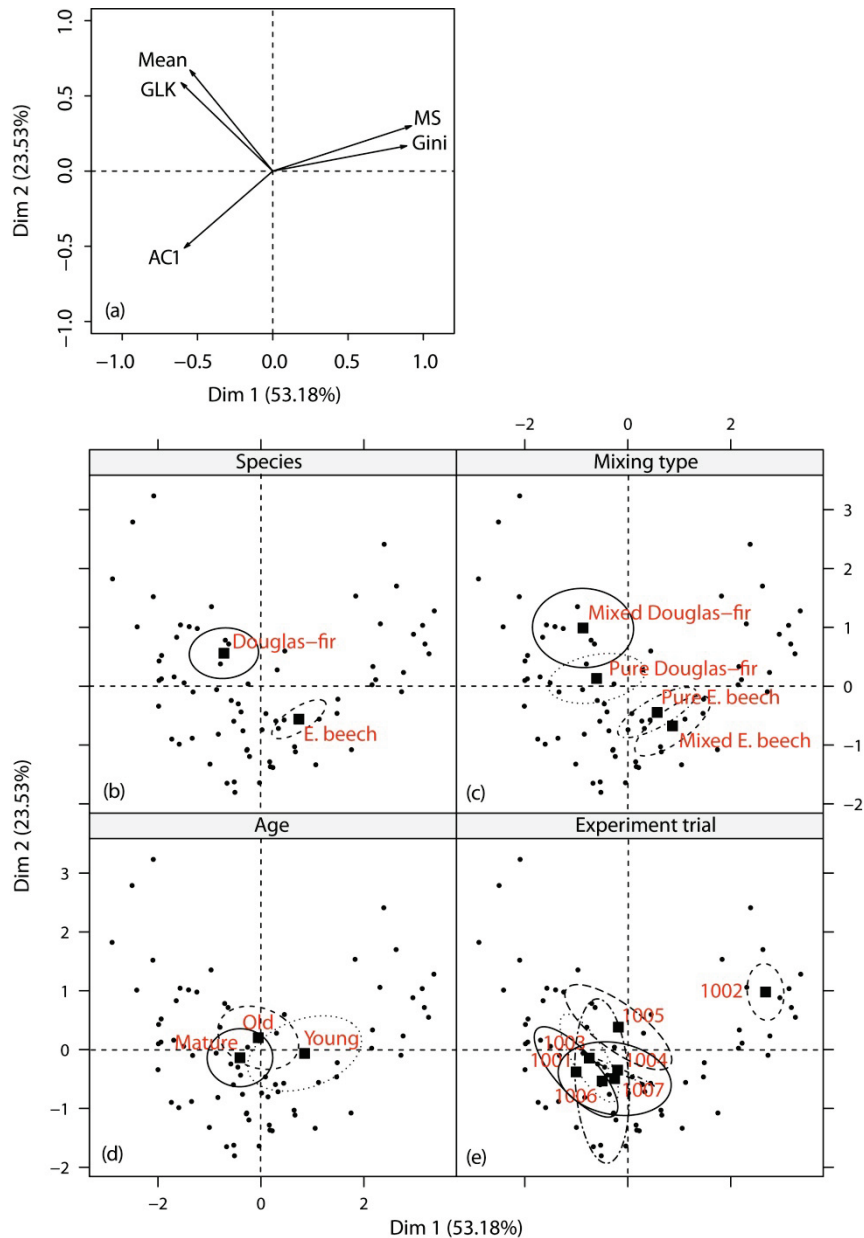 1.0
0.5
0.0
−0.5
−1.0
Dim 2 (23.53%)
Mean
GLK
MS
Gini
AC1
(a)
−1.0 −0.5 0.0 0.5 1.0
Dim 1 (53.18%)
−2 0 2
Species
Mixing type
Douglas−fir
E. beech
(b)
Mixed Douglas−fir
Pure Douglas−fir
Pure E. beech
Mixed E. beech
(c)
3
2
1
0
−1
−2
Dim 2 (23.53%)
Age
Experiment trial
3
2
1
0
−1
−2
Old
Mature
Young
(d)
1002
1005
1003
1001
1004
1006
1007
(e)
−2 0 2
Dim 1 (53.18%)